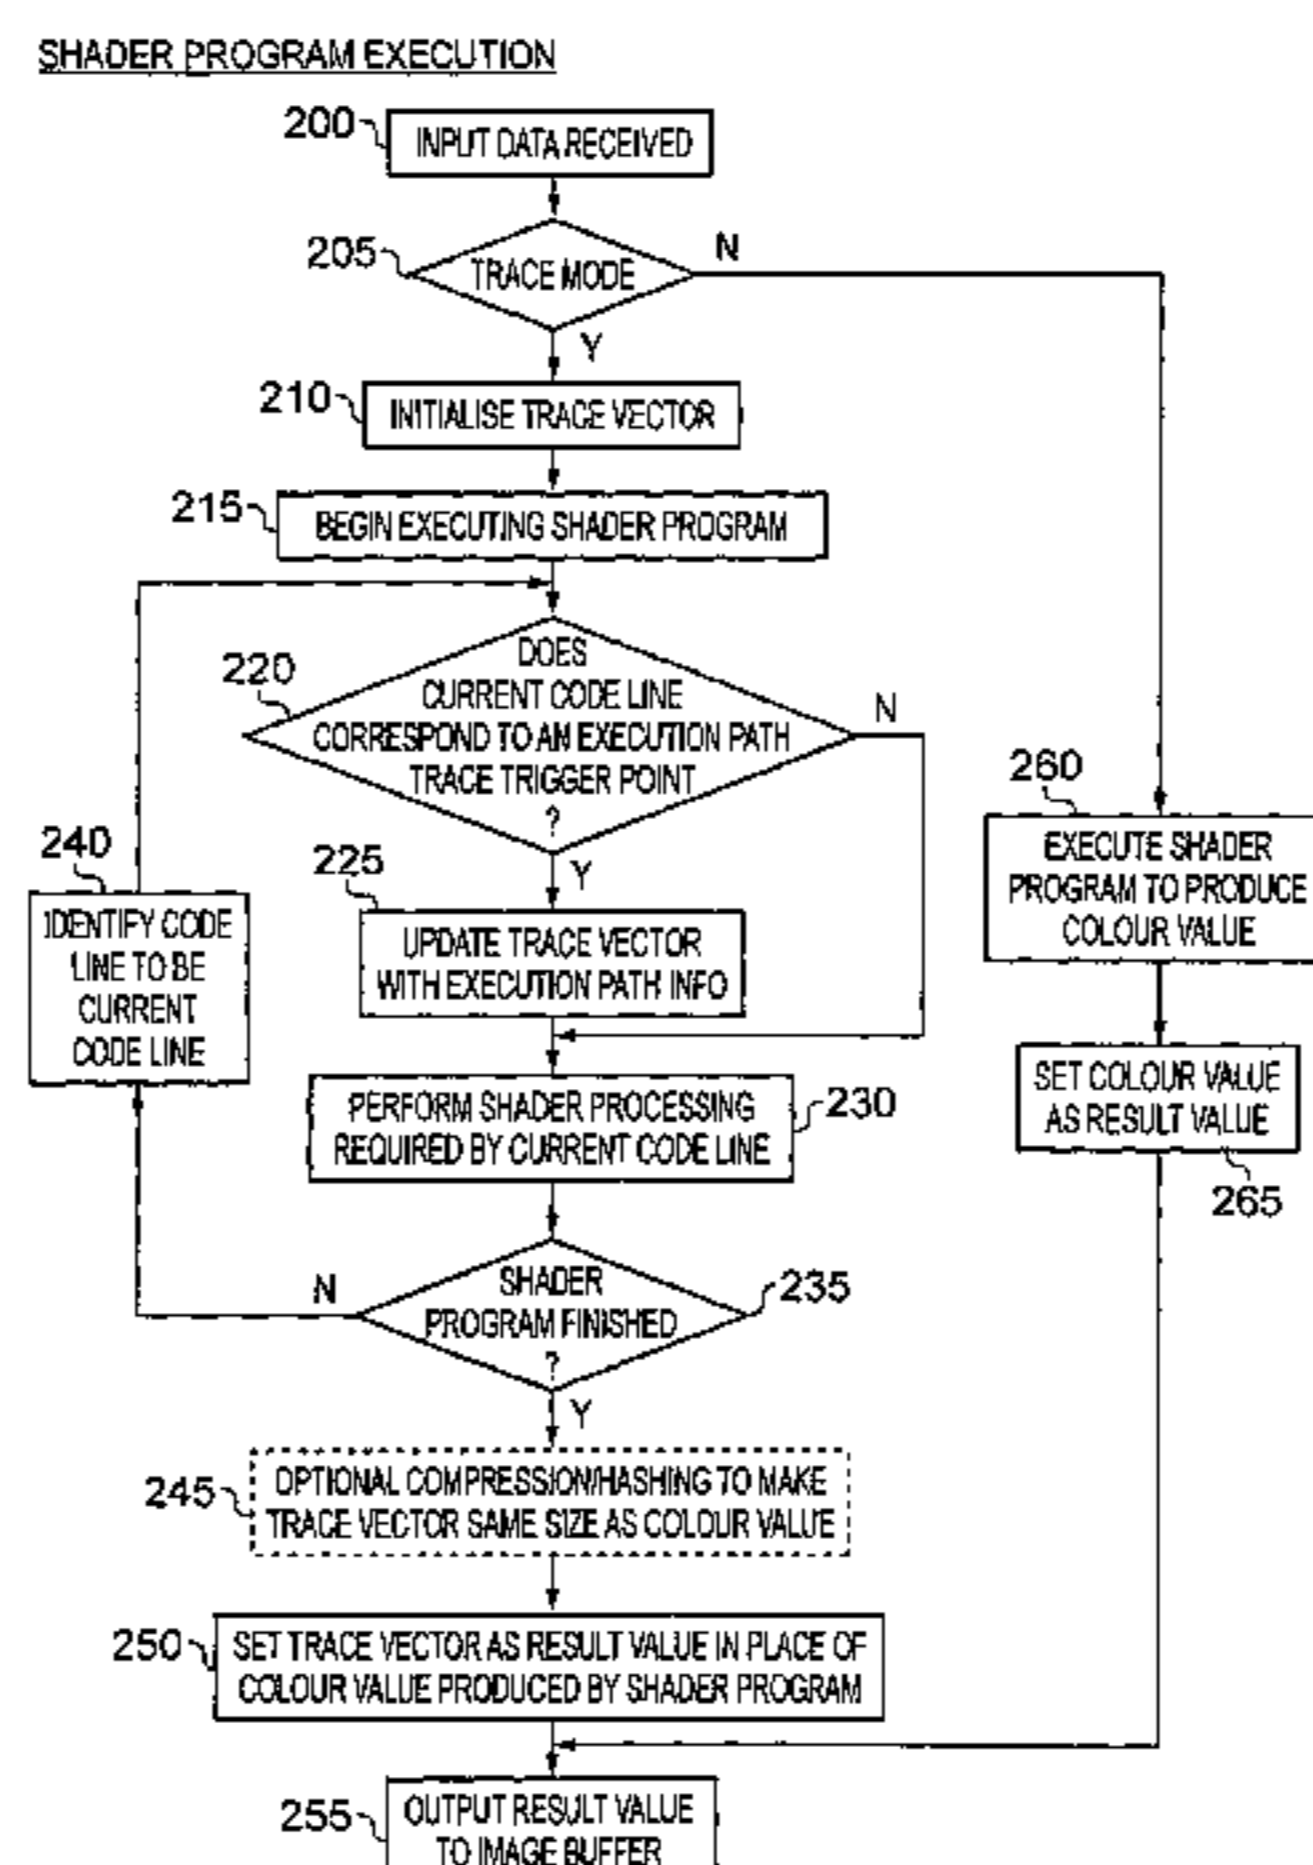 SHADER PROGRAM EXECUTION
200
INPUT DATA RECEIVED
205
TRACE MODE
N
Y
210
INITIALISE TRACE VECTOR
215
BEGIN EXECUTING SHADER PROGRAM
220
DOES
CURRENT CODE LINE
CORRESPOND TO AN EXECUTION PATH
TRACE TRIGGER POINT
?
N
Y
225
UPDATE TRACE VECTOR
WITH EXECUTION PATH INFO
240
IDENTIFY CODE
LINE TO BE
CURRENT
CODE LINE
260
EXECUTE SHADER
PROGRAM TO PRODUCE
COLOUR VALUE
230
PERFORM SHADER PROCESSING
REQUIRED BY CURRENT CODE LINE
SET COLOUR VALUE
AS RESULT VALUE
265
235
SHADER
PROGRAM FINISHED
?
N
Y
245
OPTIONAL COMPRESSION/HASHING TO MAKE
TRACE VECTOR SAME SIZE AS COLOUR VALUE
250
SET TRACE VECTOR AS RESULT VALUE IN PLACE OF
COLOUR VALUE PRODUCED BY SHADER PROGRAM
255
OUTPUT RESULT VALUE
TO IMAGE BUFFER